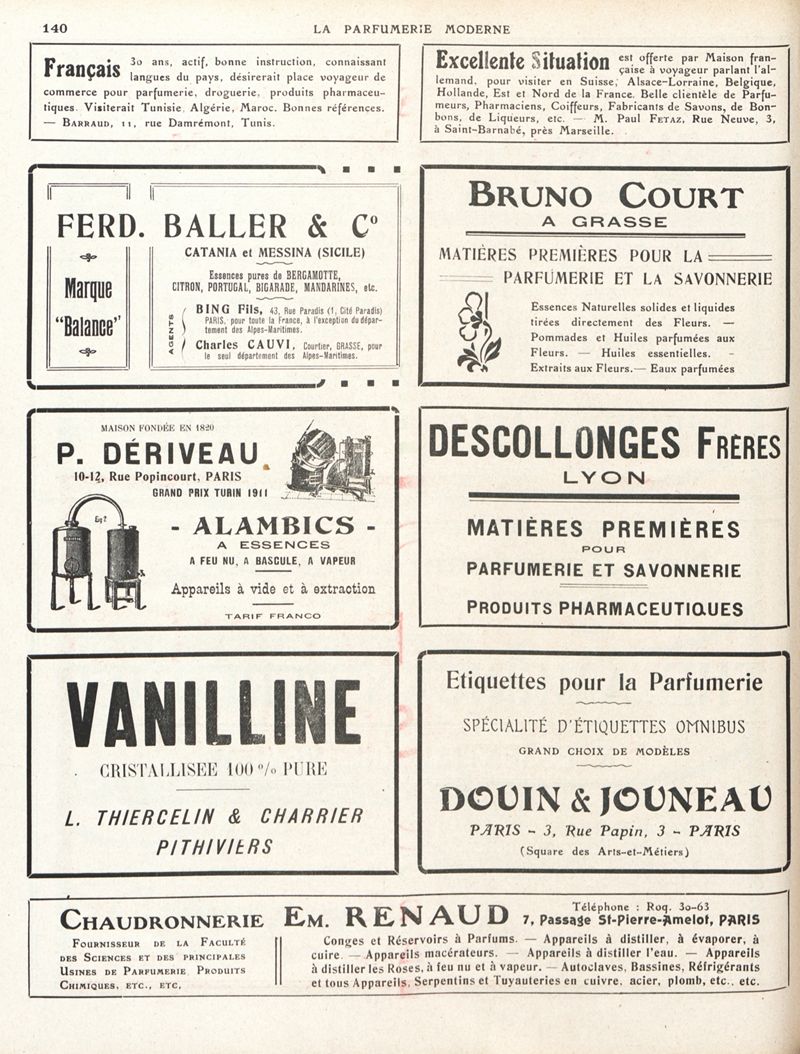 140
LA PARFUMERIE MODERNE
Français 30 ans, actif, bonne instruction, connaissant
langues du pays, désirerait place voyageur de
commerce pour parfumerie, droguerie, produits pharmaceu-
tiques. Visiterait Tunisie, Algérie, Maroc. Bonnes références.
— BARRAUD, 11, rue Damrémont, Tunis.
Excellente Situation est offerte par Maison fran-
çaise à voyageur parlant l'al-
lemand, pour visiter en Suisse, Alsace-Lorraine, Belgique,
Hollande, Est et Nord de la France. Belle clientèle de Parfu-
meurs, Pharmaciens, Coiffeurs, Fabricants de Savons, de Bon-
bons, de Liqueurs, etc. — M. Paul FETAZ, Rue Neuve, 3,
à Saint-Barnabé, près Marseille.
FERD. BALLER & Cº
CATANIA et MESSINA (SICILE)
Marque
"Balance"
Essences pures de BERGAMOTTE,
CITRON, PORTUGAL, BIGARADE, MANDARINES, etc.
AGENTS
BING Fils, 43, Rue Paradis (1, Cité Paradis)
PARIS, pour toute la France, à l'exception du dépar-
tement des Alpes-Maritimes.
Charles CAUVI, Courtier, GRASSE, pour
le seul département des Alpes-Maritimes.
BRUNO COURT
A GRASSE
MATIÈRES PREMIÈRES POUR LA
PARFUMERIE ET LA SAVONNERIE
Essences Naturelles solides et liquides
tirées directement des Fleurs. —
Pommades et Huiles parfumées aux
Fleurs. — Huiles essentielles. -
Extraits aux Fleurs. — Eaux parfumées
MAISON FONDÉE EN 1820
P. DÉRIVEAU
10-12, Rue Popincourt, PARIS
GRAND PRIX TURIN 1911
- ALAMBICS -
A ESSENCES
A FEU NU, A BASCULE, A VAPEUR
Appareils à vide et à extraction
TARIF FRANCO
DESCOLLONGES FRÈRES
LYON
MATIÈRES PREMIÈRES
POUR
PARFUMERIE ET SAVONNERIE
PRODUITS PHARMACEUTIQUES
VANILLINE
CRISTALLISEE 100 % PURE
L. THIERCELIN & CHARRIER
PITHIVIERS
Etiquettes pour la Parfumerie
SPÉCIALITÉ D'ÉTIQUETTES OMNIBUS
GRAND CHOIX DE MODÈLES
DOUIN & JOUNEAU
PARIS - 3, Rue Papin, 3 - PARIS
(Square des Arts-et-Métiers)
CHAUDRONNERIE EM. RENAUD
Téléphone : Roq. 30-63
7, Passage St-Pierre-Amelot, PARIS
FOURNISSEUR DE LA FACULTÉ
DES SCIENCES ET DES PRINCIPALES
USINES DE PARFUMERIE PRODUITS
CHIMIQUES, ETC., ETC,
Conges et Réservoirs à Parfums. — Appareils à distiller, à évaporer, à
cuire. — Appareils macérateurs. — Appareils à distiller l'eau. — Appareils
à distiller les Roses, à feu nu et à vapeur. — Autoclaves, Bassines, Réfrigérants
et tous Appareils, Serpentins et Tuyauteries en cuivre, acier, plomb, etc., etc.